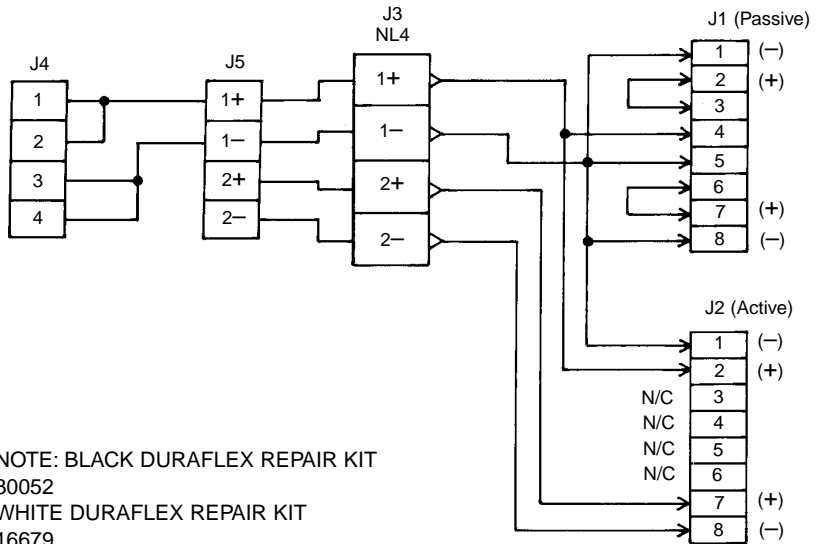 J4
1
2
3
4
J5
1+
1–
2+
2–
J3
NL4
1+
1–
2+
2–
J1 (Passive)
1 (–)
2 (+)
3
4
5
6
7 (+)
8 (–)
J2 (Active)
1 (–)
2 (+)
N/C 3
N/C 4
N/C 5
N/C 6
7 (+)
8 (–)
NOTE: BLACK DURAFLEX REPAIR KIT
80052
WHITE DURAFLEX REPAIR KIT
16679